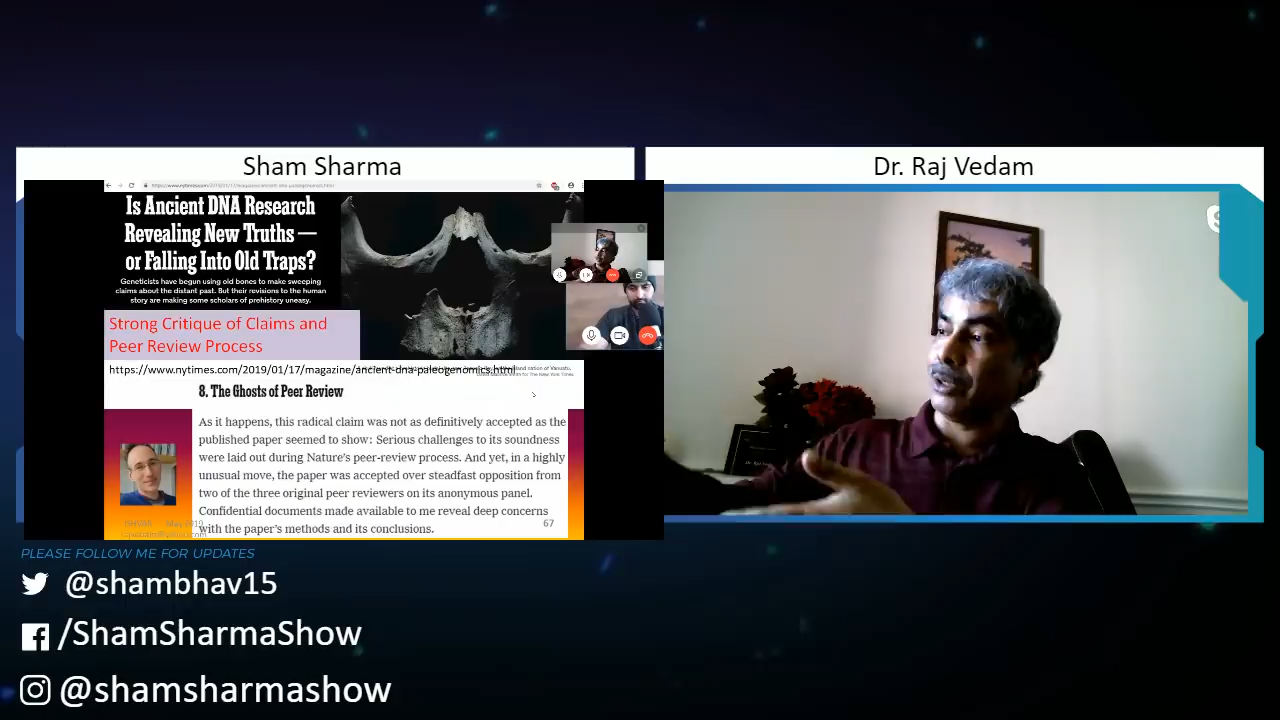 Sham Sharma
Dr. Raj Vedam
Is Ancient DNA Research
Revealing New Truths —
or Falling Into Old Traps?
Geneticists have begun using old bones to make sweeping
claims about the distant past. But their revisions to the human
story are making some scholars of prehistory uneasy.
Strong Critique of Claims and
Peer Review Process
https://www.nytimes.com/2019/01/17/magazine/ancient-dna-paleogenomics.html
8. The Ghosts of Peer Review
As it happens, this radical claim was not as definitively accepted as the
published paper seemed to show: Serious challenges to its soundness
were laid out during Nature's peer-review process. And yet, in a highly
unusual move, the paper was accepted over steadfast opposition from
two of the three original peer reviewers on its anonymous panel.
Confidential documents made available to me reveal deep concerns
with the paper's methods and its conclusions.
May 2019
67
PLEASE FOLLOW ME FOR UPDATES
@shambhav15
/ShamSharmaShow
@shamsharmashow